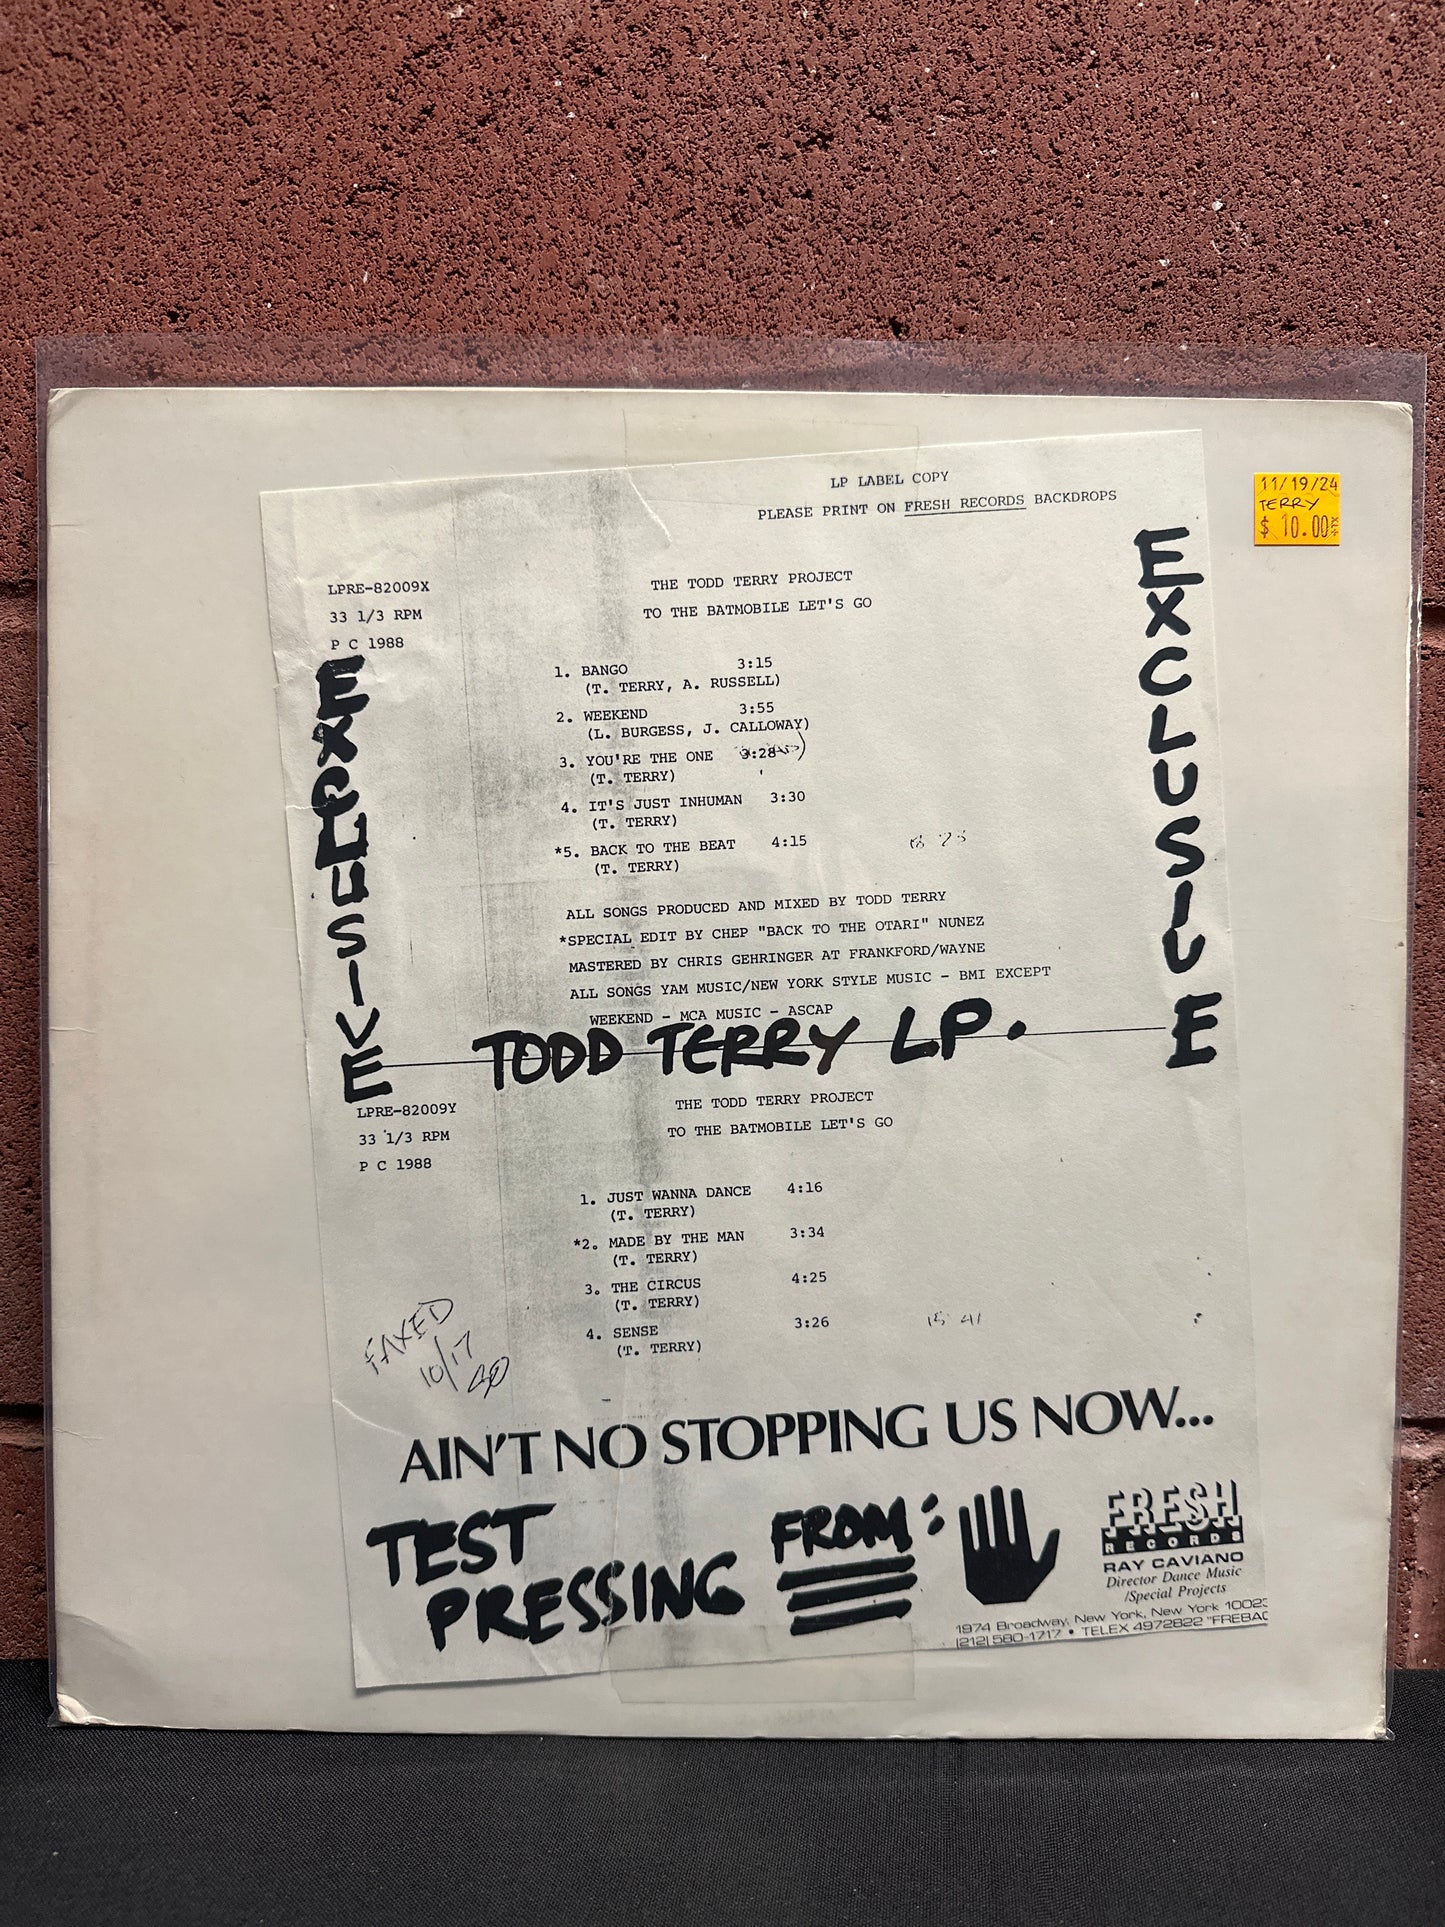 LP LABEL COPY
PLEASE PRINT ON FRESH RECORDS BACKDROPS
11/19/24
TERRY
$ 10.00
EXCLUSIVE
LPRE-82009X
33 1/3 RPM
P C 1988
THE TODD TERRY PROJECT
TO THE BATMOBILE LET'S GO
EXCLUSIVE
1. BANGO 3:15
(T. TERRY, A. RUSSELL)
2. WEEKEND 3:55
(L. BURGESS, J. CALLOWAY)
3. YOU'RE THE ONE 3:28
(T. TERRY)
4. IT'S JUST INHUMAN 3:30
(T. TERRY)
*5. BACK TO THE BEAT 4:15
(T. TERRY)
ALL SONGS PRODUCED AND MIXED BY TODD TERRY
*SPECIAL EDIT BY CHEP "BACK TO THE OTARI" NUNEZ
MASTERED BY CHRIS GEHRINGER AT FRANKFORD/WAYNE
ALL SONGS YAM MUSIC/NEW YORK STYLE MUSIC - BMI EXCEPT
WEEKEND - MCA MUSIC - ASCAP
TODD TERRY LP.
LPRE-82009Y
33 1/3 RPM
P C 1988
THE TODD TERRY PROJECT
TO THE BATMOBILE LET'S GO
1. JUST WANNA DANCE 4:16
(T. TERRY)
*2. MADE BY THE MAN 3:34
(T. TERRY)
3. THE CIRCUS 4:25
(T. TERRY)
4. SENSE 3:26 15 41
(T. TERRY)
FAXED
10/17
AIN'T NO STOPPING US NOW...
TEST
PRESSING
FROM:
FRESH
RECORDS
RAY CAVIANO
Director Dance Music
/Special Projects
1974 Broadway, New York, New York 10023
(212) 580-1717 • TELEX 4972822 "FREBAC